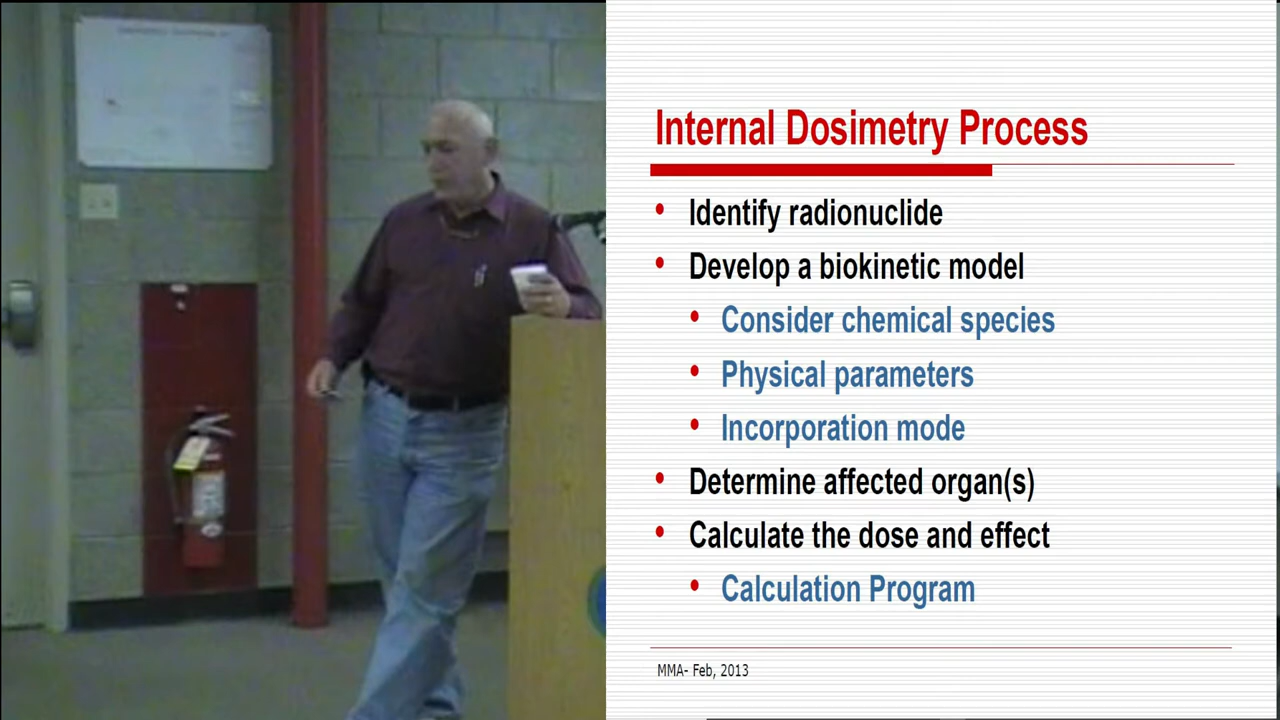 Internal Dosimetry Process
• Identify radionuclide
• Develop a biokinetic model
• Consider chemical species
• Physical parameters
• Incorporation mode
• Determine affected organ(s)
• Calculate the dose and effect
• Calculation Program
MMA- Feb, 2013